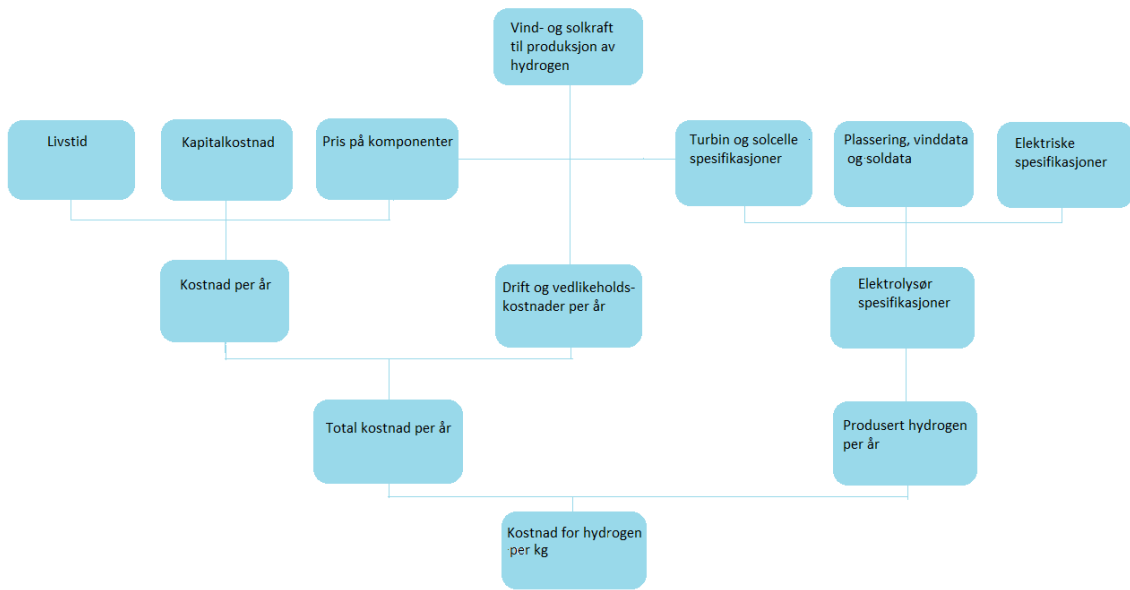 Vind- og solkraft
til produksjon av
hydrogen
Livstid
Kapitalkostnad
Pris på komponenter
Turbin og solcelle
spesifikasjoner
Plassering, vinddata
og soldata
Elektriske
spesifikasjoner
Kostnad per år
Drift og vedlikeholds-
kostnader per år
Elektrolysør
spesifikasjoner
Total kostnad per år
Produsert hydrogen
per år
Kostnad for hydrogen
per kg